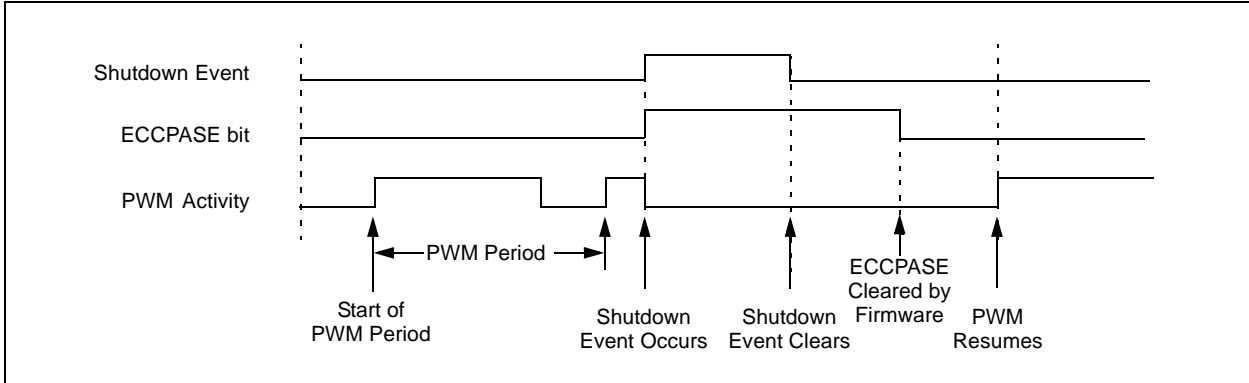 Shutdown Event
ECCPASE bit
PWM Activity
PWM Period
Start of
PWM Period
Shutdown
Event Occurs
Shutdown
Event Clears
ECCPASE
Cleared by
Firmware
PWM
Resumes